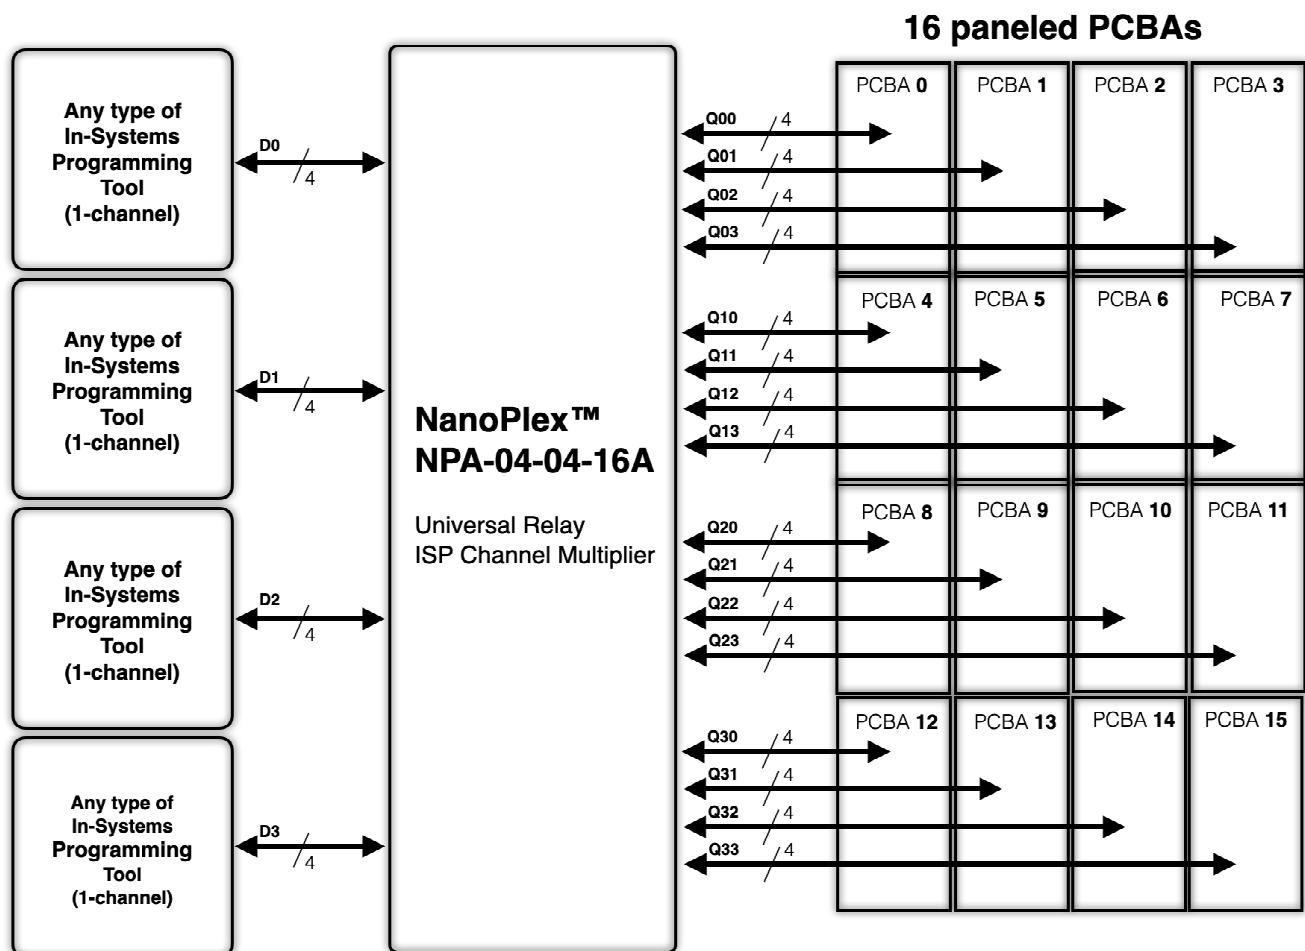 16 paneled PCBAs
Any type of
In-Systems
Programming
Tool
(1-channel)
D0
4
Any type of
In-Systems
Programming
Tool
(1-channel)
D1
4
Any type of
In-Systems
Programming
Tool
(1-channel)
D2
4
Any type of
In-Systems
Programming
Tool
(1-channel)
D3
4
NanoPlex™
NPA-04-04-16A
Universal Relay
ISP Channel Multiplier
PCBA 0 PCBA 1 PCBA 2 PCBA 3
Q00 4
Q01 4
Q02 4
Q03 4
PCBA 4 PCBA 5 PCBA 6 PCBA 7
Q10 4
Q11 4
Q12 4
Q13 4
PCBA 8 PCBA 9 PCBA 10 PCBA 11
Q20 4
Q21 4
Q22 4
Q23 4
PCBA 12 PCBA 13 PCBA 14 PCBA 15
Q30 4
Q31 4
Q32 4
Q33 4